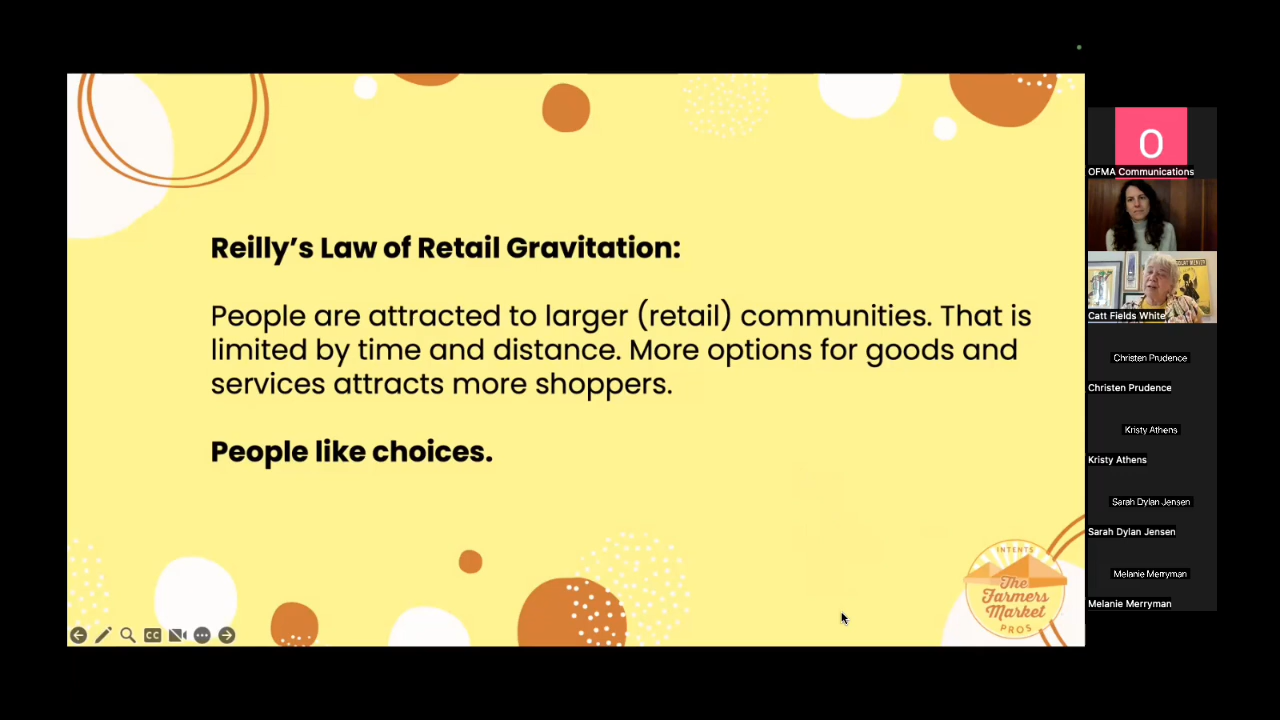 Reilly’s Law of Retail Gravitation:
People are attracted to larger (retail) communities. That is
limited by time and distance. More options for goods and
services attracts more shoppers.
People like choices.
INTENTS
The
Farmers
Market
PROS
CC
O
OFMA Communications
Catt Fields White
Christen Prudence
Christen Prudence
Kristy Athens
Kristy Athens
Sarah Dylan Jensen
Sarah Dylan Jensen
Melanie Merryman
Melanie Merryman